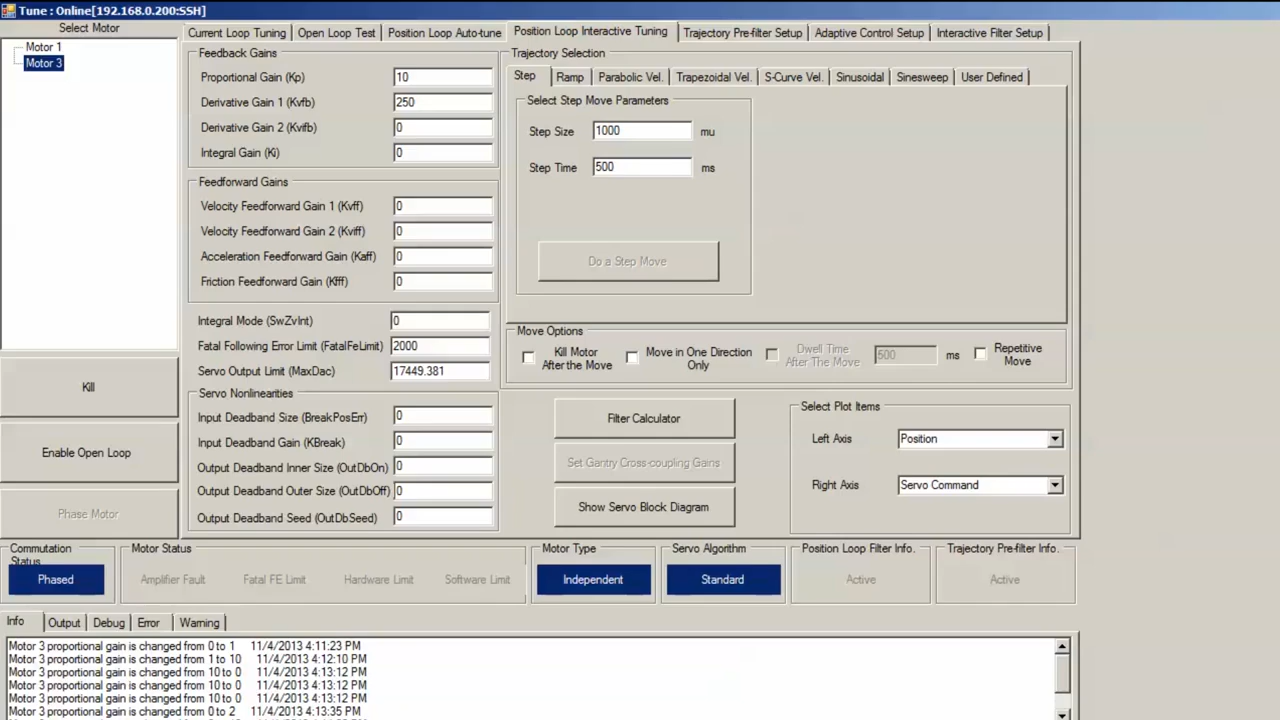 Tune : Online[192.168.0.200:SSH]
Select Motor
Motor 1
Motor 3
Kill
Enable Open Loop
Phase Motor
Current Loop Tuning
Open Loop Test
Position Loop Auto-tune
Position Loop Interactive Tuning
Trajectory Pre-filter Setup
Adaptive Control Setup
Interactive Filter Setup
Feedback Gains
Proportional Gain (Kp) 10
Derivative Gain 1 (Kvfb) 250
Derivative Gain 2 (Kvifb) 0
Integral Gain (Ki) 0
Feedforward Gains
Velocity Feedforward Gain 1 (Kvff) 0
Velocity Feedforward Gain 2 (Kviff) 0
Acceleration Feedforward Gain (Kaff) 0
Friction Feedforward Gain (Kfff) 0
Integral Mode (SwZvInt) 0
Fatal Following Error Limit (FatalFeLimit) 2000
Servo Output Limit (MaxDac) 17449.381
Servo Nonlinearities
Input Deadband Size (BreakPosErr) 0
Input Deadband Gain (KBreak) 0
Output Deadband Inner Size (OutDbOn) 0
Output Deadband Outer Size (OutDbOff) 0
Output Deadband Seed (OutDbSeed) 0
Trajectory Selection
Step
Ramp
Parabolic Vel.
Trapezoidal Vel.
S-Curve Vel.
Sinusoidal
Sinesweep
User Defined
Select Step Move Parameters
Step Size 1000 mu
Step Time 500 ms
Do a Step Move
Move Options
Kill Motor
After the Move
Move in One Direction
Only
Dwell Time
After The Move
500 ms
Repetitive
Move
Filter Calculator
Set Gantry Cross-coupling Gains
Show Servo Block Diagram
Select Plot Items
Left Axis Position
Right Axis Servo Command
Commutation
Status
Phased
Motor Status
Amplifier Fault
Fatal FE Limit
Hardware Limit
Software Limit
Motor Type
Independent
Servo Algorithm
Standard
Position Loop Filter Info.
Active
Trajectory Pre-filter Info.
Active
Info
Output
Debug
Error
Warning
Motor 3 proportional gain is changed from 0 to 1 11/4/2013 4:11:23 PM
Motor 3 proportional gain is changed from 1 to 10 11/4/2013 4:12:10 PM
Motor 3 proportional gain is changed from 10 to 0 11/4/2013 4:13:12 PM
Motor 3 proportional gain is changed from 10 to 0 11/4/2013 4:13:12 PM
Motor 3 proportional gain is changed from 10 to 0 11/4/2013 4:13:12 PM
Motor 3 proportional gain is changed from 0 to 2 11/4/2013 4:13:35 PM